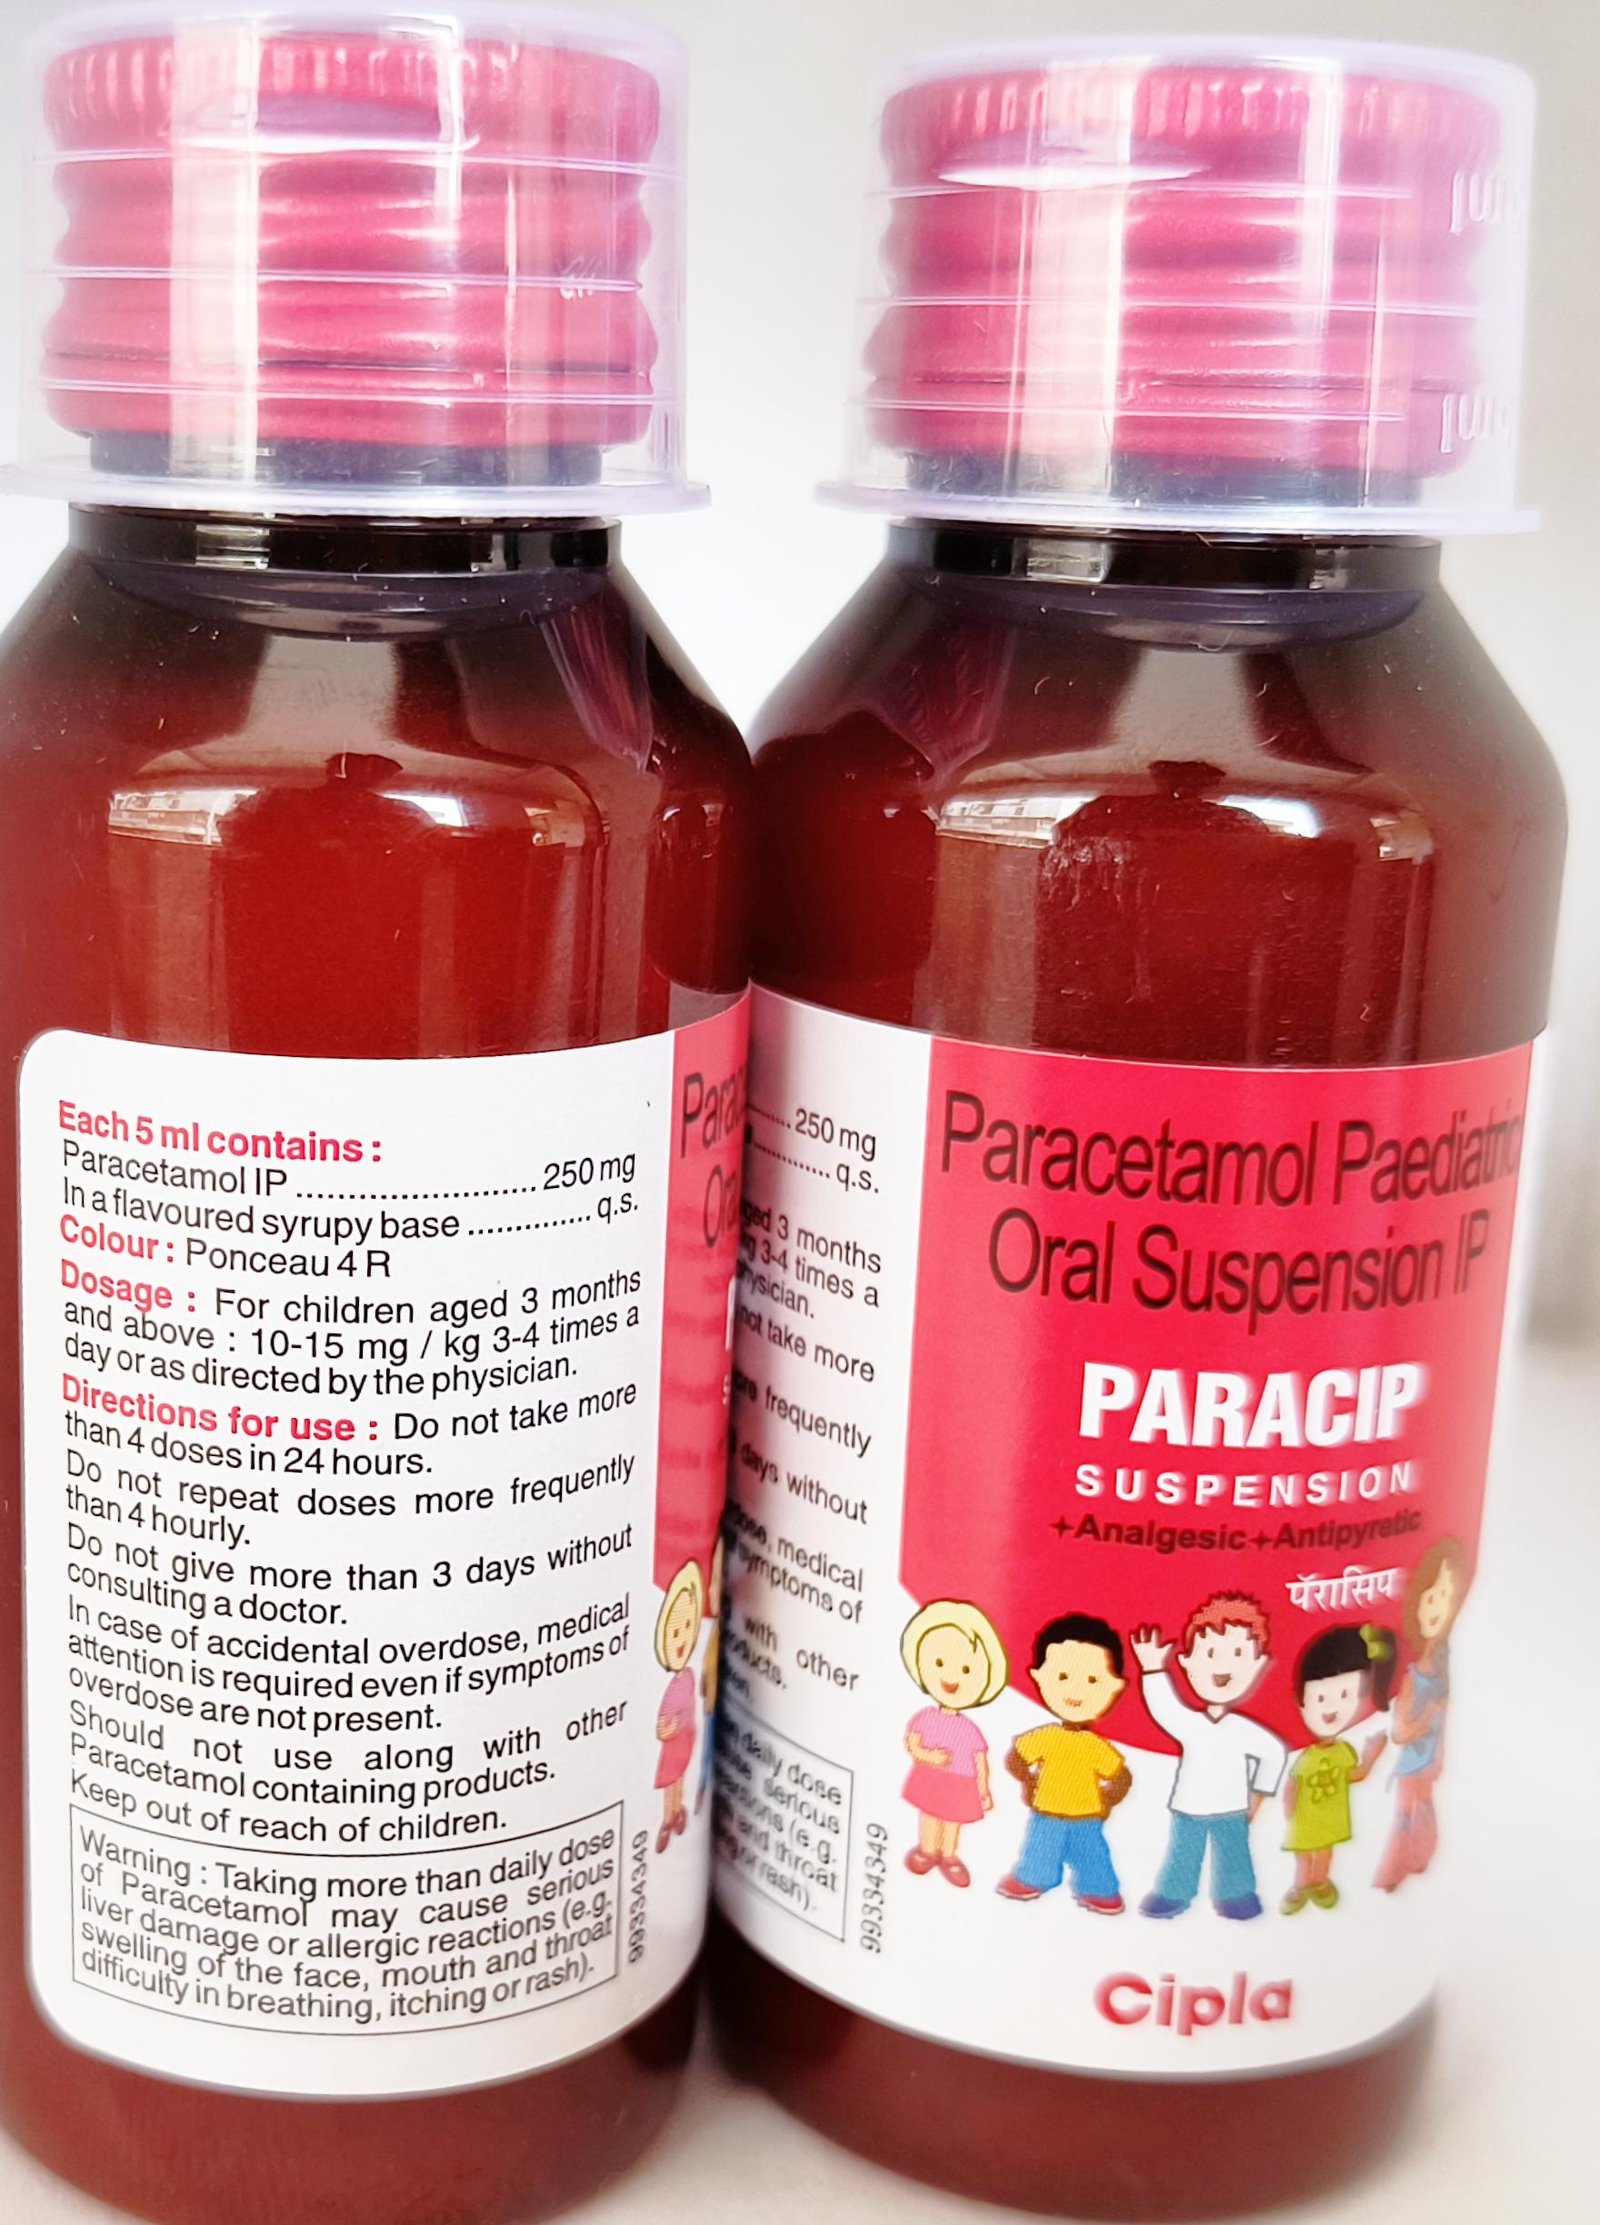 Each 5 ml contains :
Paracetamol IP ........................ 250 mg
In a flavoured syrupy base .............. q.s.
Colour : Ponceau 4 R
Dosage : For children aged 3 months
and above : 10-15 mg / kg 3-4 times a
day or as directed by the physician.
Directions for use : Do not take more
than 4 doses in 24 hours.
Do not repeat doses more frequently
than 4 hourly.
Do not give more than 3 days without
consulting a doctor.
In case of accidental overdose, medical
attention is required even if symptoms of
overdose are not present.
Should not use along with other
Paracetamol containing products.
Keep out of reach of children.
Warning : Taking more than daily dose
of Paracetamol may cause serious
liver damage or allergic reactions (e.g.
swelling of the face, mouth and throat
difficulty in breathing, itching or rash).
99334349
..... 250 mg
............ q.s.
3 months
3-4 times a
take more
frequently
days without
medical
of
with other
daily dose
serious
(e.g.
and throat
rash).
99334349
Paracetamol Paediatric
Oral Suspension IP
PARACIP
SUSPENSION
+Analgesic+Antipyretic
पॅरासिप
Cipla